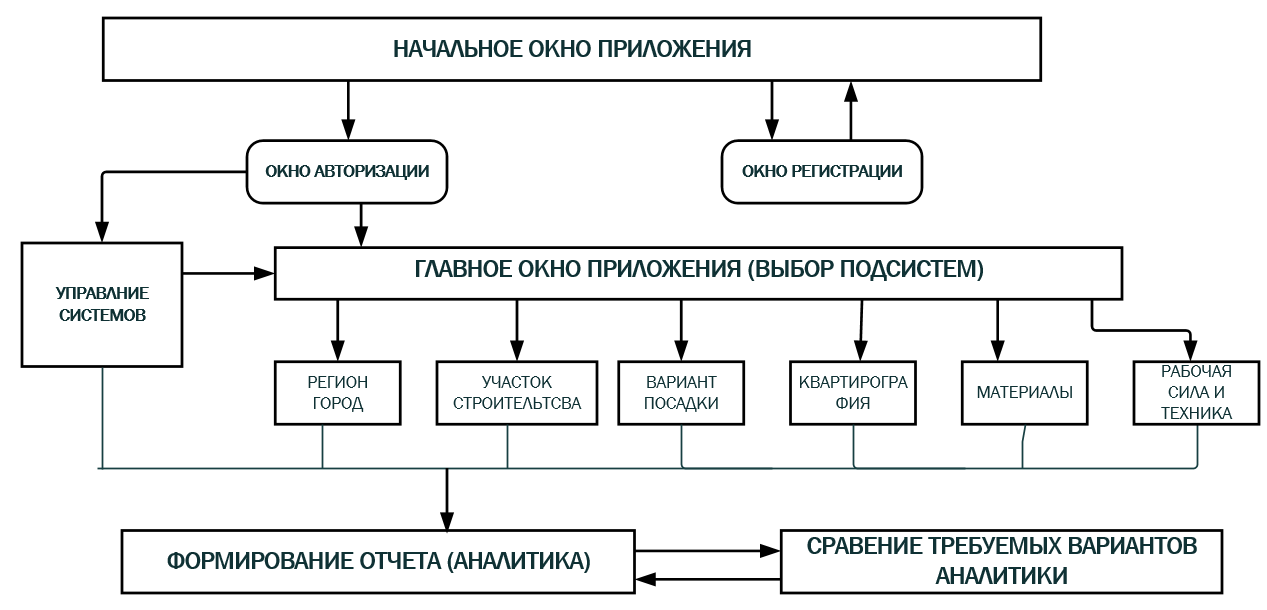 НАЧАЛЬНОЕ ОКНО ПРИЛОЖЕНИЯ
ОКНО АВТОРИЗАЦИИ
ОКНО РЕГИСТРАЦИИ
УПРАВЛНИЕ
СИСТЕМОВ
ГЛАВНОЕ ОКНО ПРИЛОЖЕНИЯ (ВЫБОР ПОДСИСТЕМ)
РЕГИОН
ГОРОД
УЧАСТОК
СТРОИТЕЛЬТСВА
ВАРИАНТ
ПОСАДКИ
КВАРТИРОГРА
ФИЯ
МАТЕРИАЛЫ
РАБОЧАЯ
СИЛА И
ТЕХНИКА
ФОРМИРОВАНИЕ ОТЧЕТА (АНАЛИТИКА)
СРАВЕНИЕ ТРЕБУЕМЫХ ВАРИАНТОВ
АНАЛИТИКИ